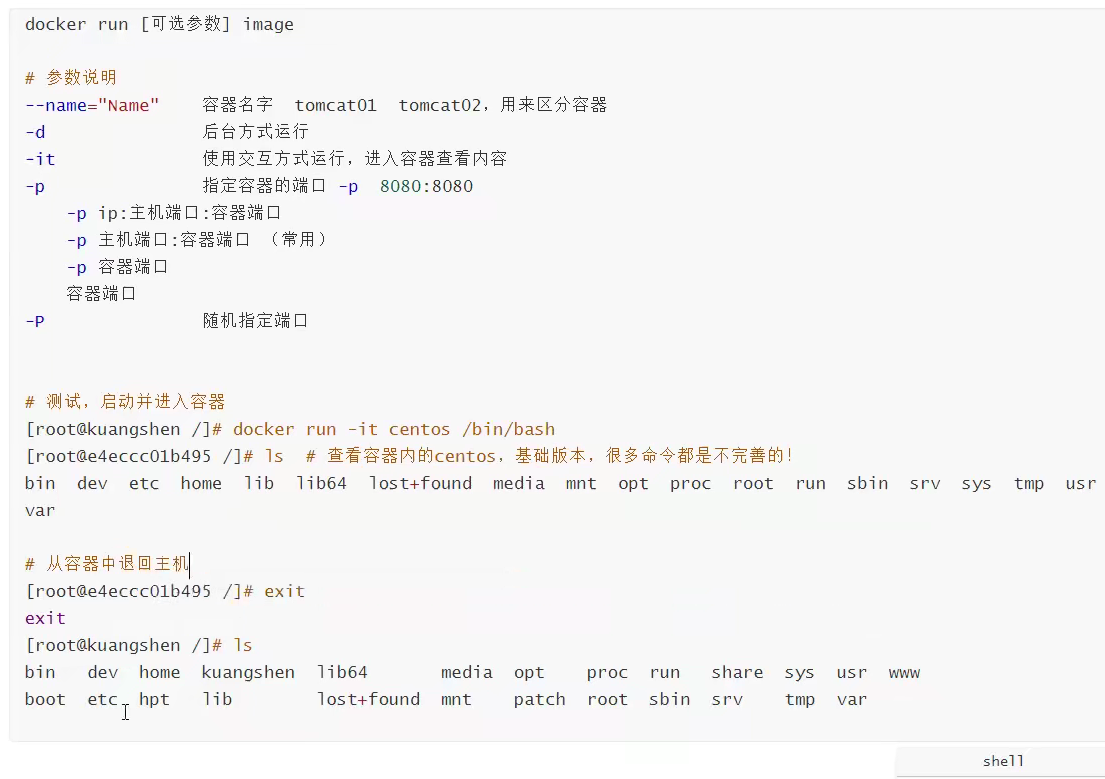 docker run [可选参数] image
# 参数说明
--name="Name" 容器名字 tomcat01 tomcat02，用来区分容器
-d 后台方式运行
-it 使用交互方式运行，进入容器查看内容
-p 指定容器的端口 -p 8080:8080
-p ip:主机端口:容器端口
-p 主机端口:容器端口 （常用）
-p 容器端口
容器端口
-P 随机指定端口
# 测试，启动并进入容器
[root@kuangshen /]# docker run -it centos /bin/bash
[root@e4eccc01b495 /]# ls # 查看容器内的centos，基础版本，很多命令都是不完善的！
bin dev etc home lib lib64 lost+found media mnt opt proc root run sbin srv sys tmp usr
var
# 从容器中退回主机
[root@e4eccc01b495 /]# exit
exit
[root@kuangshen /]# ls
bin dev home kuangshen lib64 media opt proc run share sys usr www
boot etc hpt lib lost+found mnt patch root sbin srv tmp var
shell